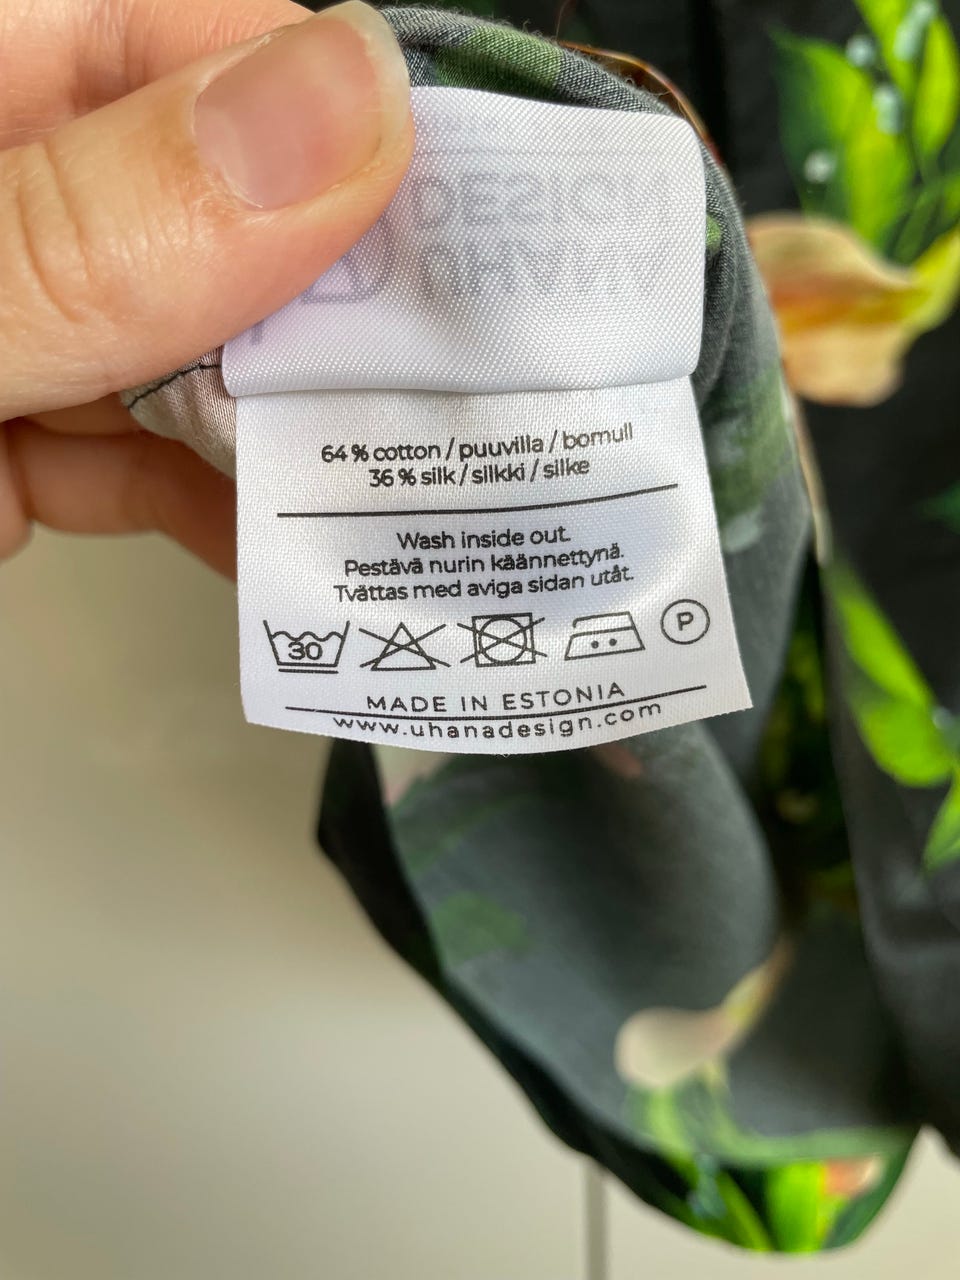 64 % cotton / puuvilla / bomull
36 % silk / silkki / silke
Wash inside out.
Pestävä nurin käännettynä.
Tvättas med aviga sidan utåt.
30
P
MADE IN ESTONIA
www.uhanadesign.com